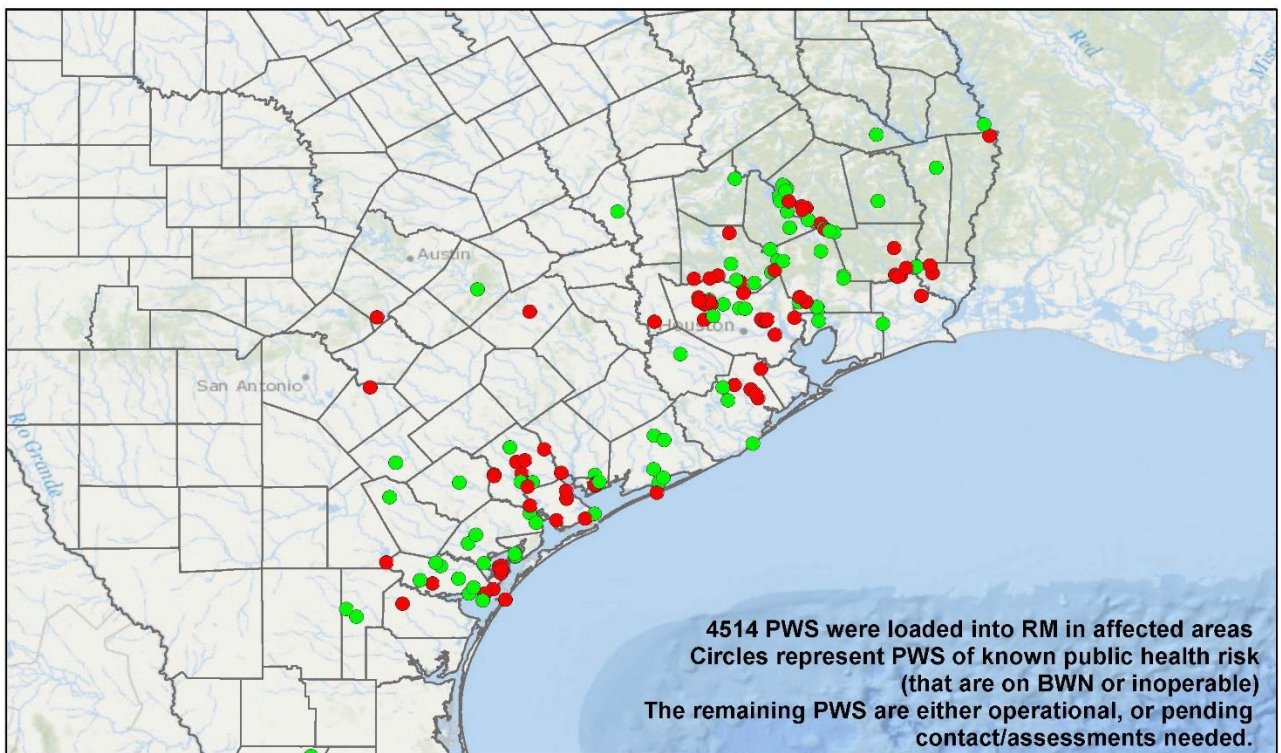 Red
Missi
Austin
Houston
San Antonio
Rio Grande
4514 PWS were loaded into RM in affected areas
Circles represent PWS of known public health risk
(that are on BWN or inoperable)
The remaining PWS are either operational, or pending
contact/assessments needed.